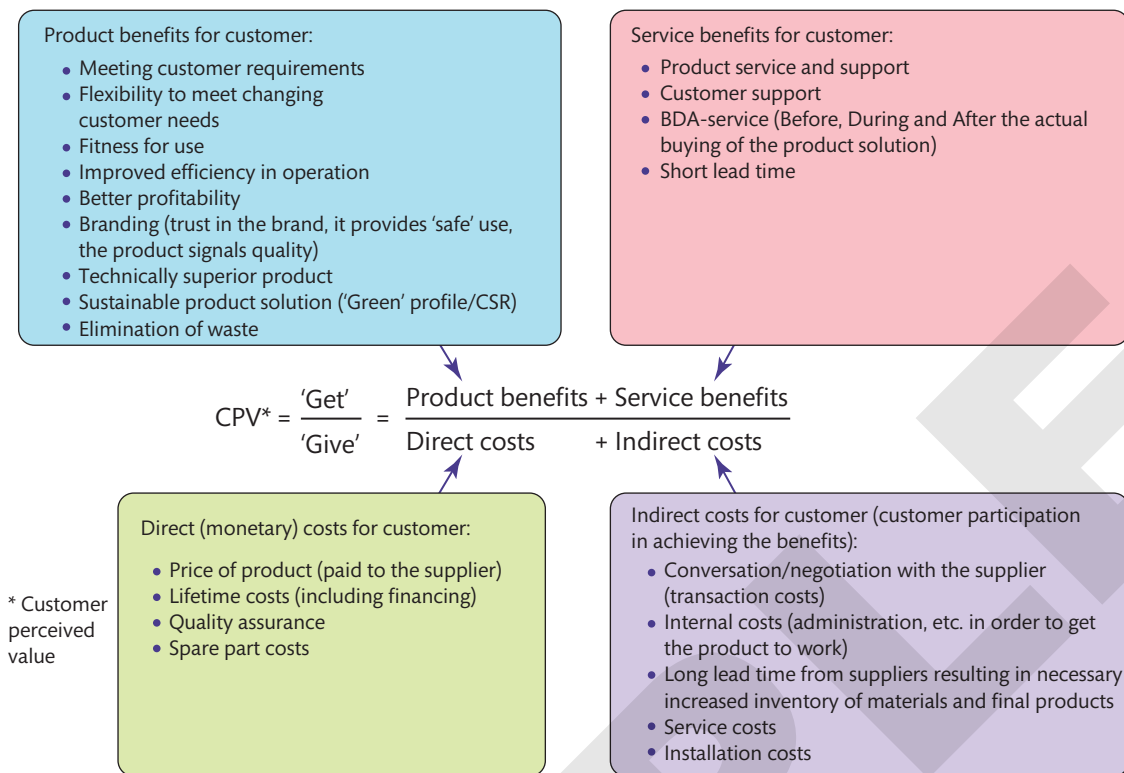 Product benefits for customer:
• Meeting customer requirements
• Flexibility to meet changing
customer needs
• Fitness for use
• Improved efficiency in operation
• Better profitability
• Branding (trust in the brand, it provides ‘safe’ use,
the product signals quality)
• Technically superior product
• Sustainable product solution (‘Green’ profile/CSR)
• Elimination of waste
Service benefits for customer:
• Product service and support
• Customer support
• BDA-service (Before, During and After the actual
buying of the product solution)
• Short lead time
CPV* = ‘Get’ = Product benefits + Service benefits
‘Give’ Direct costs + Indirect costs
Direct (monetary) costs for customer:
• Price of product (paid to the supplier)
• Lifetime costs (including financing)
• Quality assurance
• Spare part costs
* Customer
perceived
value
Indirect costs for customer (customer participation
in achieving the benefits):
• Conversation/negotiation with the supplier
(transaction costs)
• Internal costs (administration, etc. in order to get
the product to work)
• Long lead time from suppliers resulting in necessary
increased inventory of materials and final products
• Service costs
• Installation costs